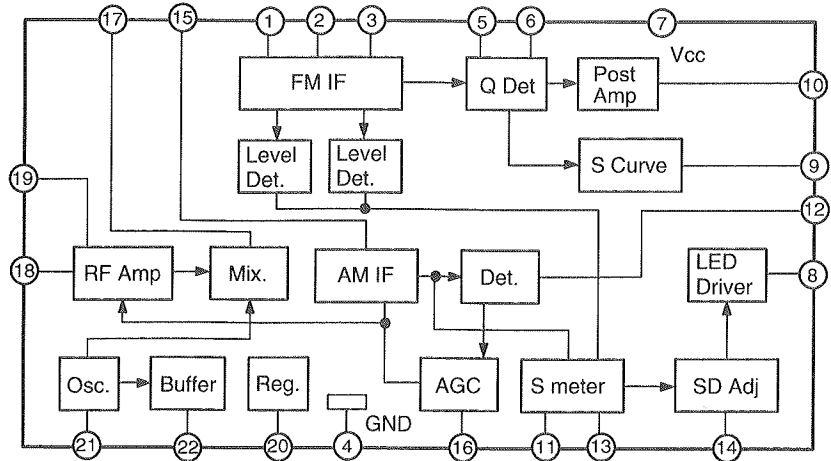 17 15 1 2 3 5 6 7
Vcc
FM IF
Q Det
Post
Amp
10
Level
Det.
Level
Det.
S Curve
9
19
12
18
RF Amp
Mix.
AM IF
Det.
LED
Driver
8
Osc.
Buffer
Reg.
GND
AGC
S meter
SD Adj
21 22 20 4 16 11 13 14